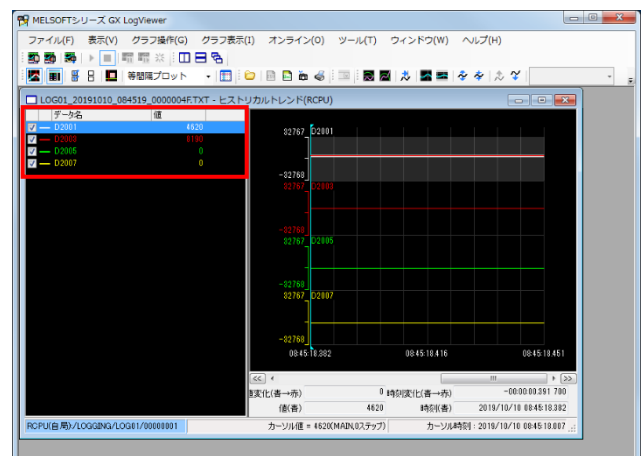 MELSOFTシリーズ GX LogViewer
ファイル(F) 表示(V) グラフ操作(G) グラフ表示(I) オンライン(O) ツール(T) ウィンドウ(W) ヘルプ(H)
等間隔プロット
LOG01_20191010_084519_0000004F.TXT - ヒストリカルトレンド(RCPU)
データ名 値
D2001 4620
D2003 8190
D2005 0
D2007 0
32767 D2001
-32768
32767 D2003
-32768
32767 D2005
-32768
32767 D2007
-32768
08:45:18.382 08:45:18.416 08:45:18.451
値変化(青→赤) 0 時刻変化(青→赤) -00:00:00.391 700
値(青) 4620 時刻(青) 2019/10/10 08:45:18.382
RCPU(自局)/LOGGING/LOG01/00000001 カーソル値 = 4620(MAIN,0ステップ) カーソル時刻 : 2019/10/10 08:45:18.087